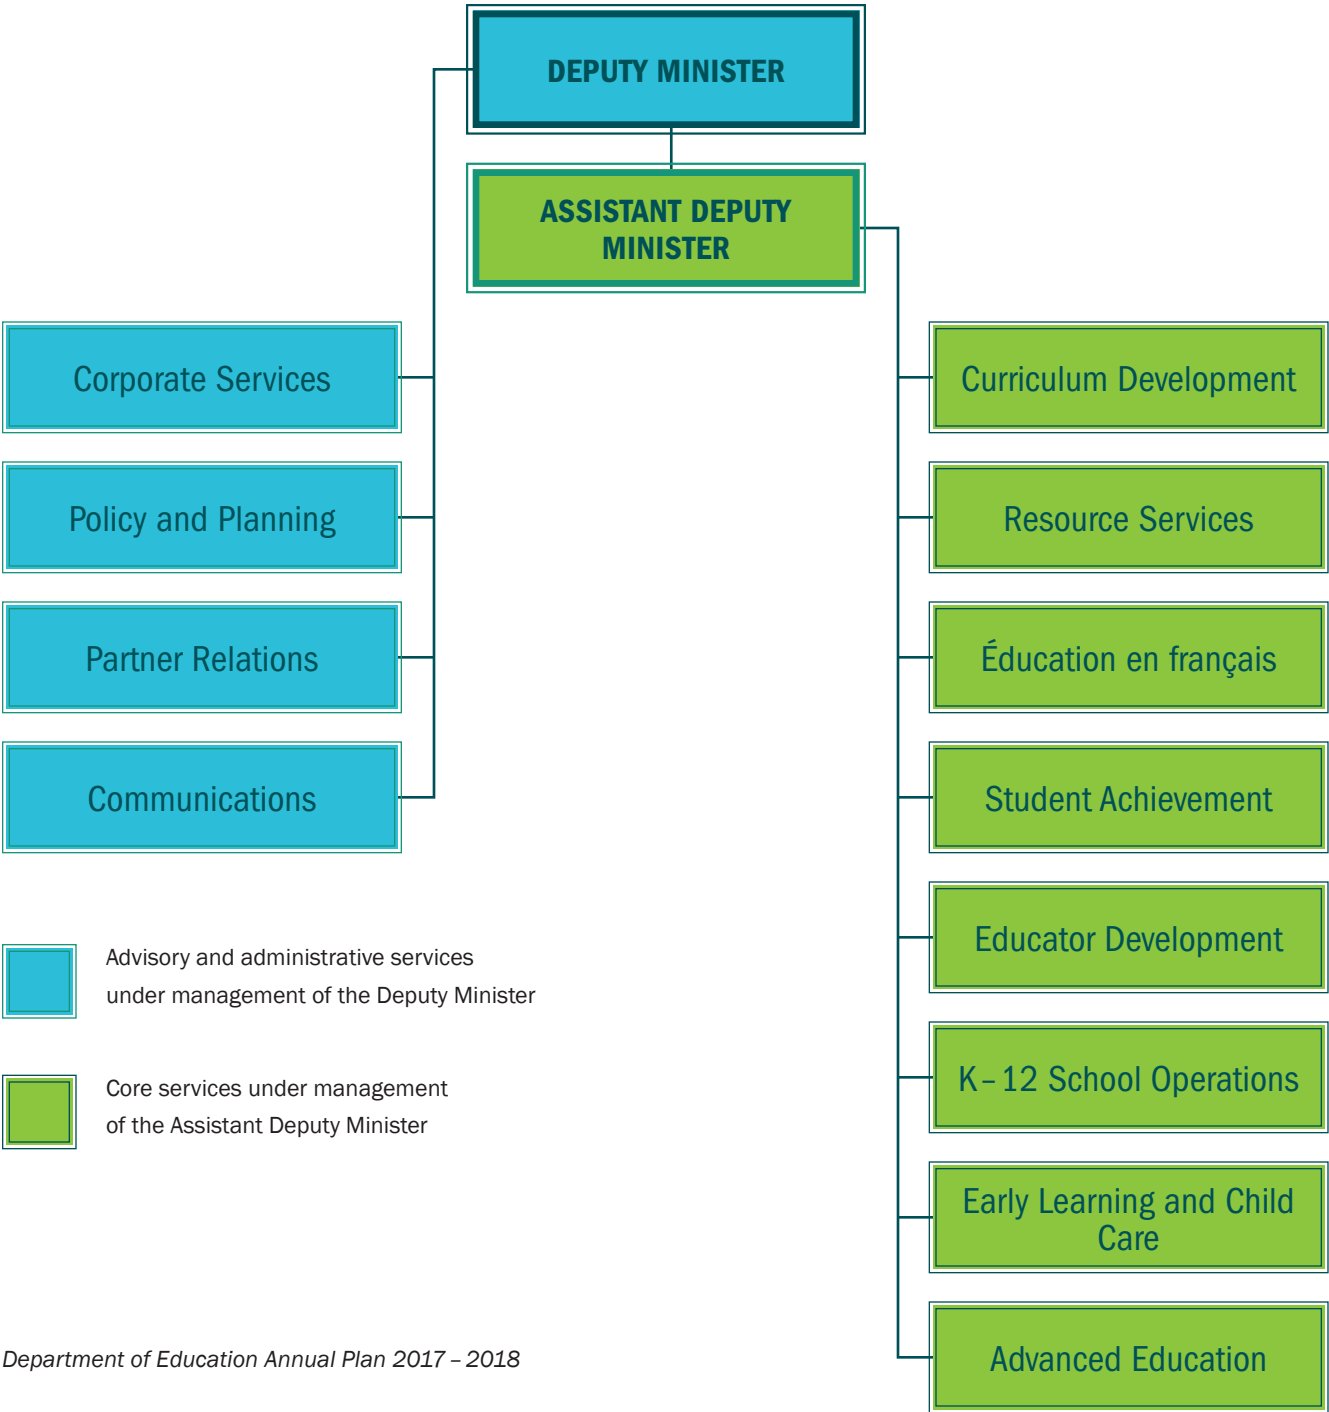 DEPUTY MINISTER
ASSISTANT DEPUTY
MINISTER
Corporate Services
Policy and Planning
Partner Relations
Communications
Curriculum Development
Resource Services
Éducation en français
Student Achievement
Educator Development
K – 12 School Operations
Early Learning and Child
Care
Advanced Education
Advisory and administrative services
under management of the Deputy Minister
Core services under management
of the Assistant Deputy Minister
Department of Education Annual Plan 2017 – 2018